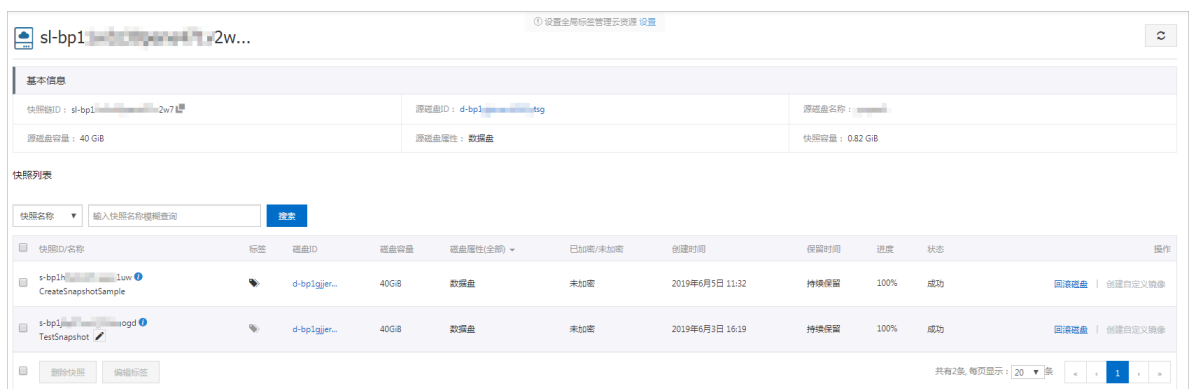 设置全局标签管理云资源 设置
sl-bp1 2w...
基本信息
快照链ID： sl-bp1 2w7
源磁盘ID： d-bp1 tsg
源磁盘名称：
源磁盘容量： 40 GiB
源磁盘属性： 数据盘
快照容量： 0.82 GiB
快照列表
快照名称 输入快照名称模糊查询 搜索
快照ID/名称 标签 磁盘ID 磁盘容量 磁盘属性(全部) 已加密/未加密 创建时间 保留时间 进度 状态 操作
s-bp1h 1uw
CreateSnapshotSample
d-bp1gjjer... 40GiB 数据盘 未加密 2019年6月5日 11:32 持续保留 100% 成功 回滚磁盘 | 创建自定义镜像
s-bp1j ogd
TestSnapshot
d-bp1gjjer... 40GiB 数据盘 未加密 2019年6月3日 16:19 持续保留 100% 成功 回滚磁盘 | 创建自定义镜像
删除快照 编辑标签 共有2条, 每页显示： 20 条 « ‹ 1 › »